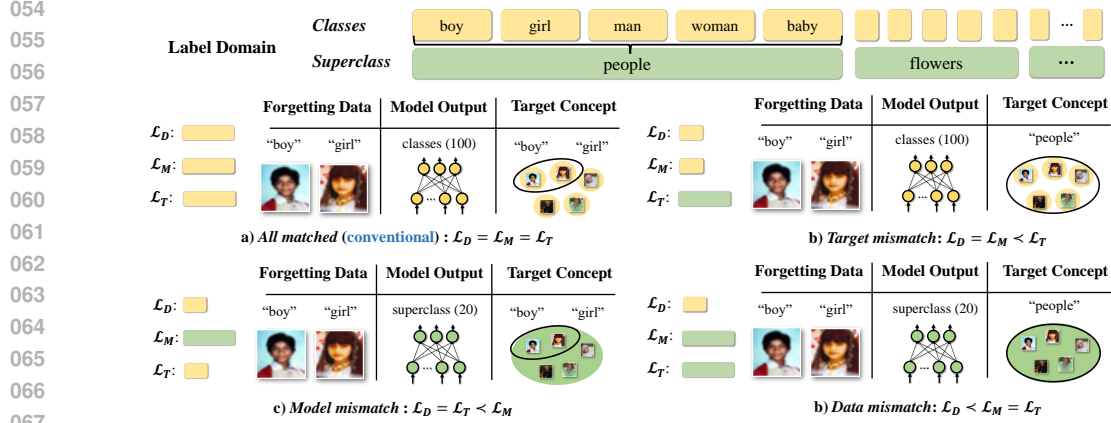 054
055
056
057
058
059
060
061
062
063
064
065
066
067
Label Domain
Classes
boy girl man woman baby ...
Superclass
people flowers ...
Forgetting Data Model Output Target Concept
ℒ_D:
ℒ_M:
ℒ_T:
"boy" "girl" classes (100) "boy" "girl"
...
a) All matched (conventional) : ℒ_D = ℒ_M = ℒ_T
Forgetting Data Model Output Target Concept
ℒ_D:
ℒ_M:
ℒ_T:
"boy" "girl" classes (100) "people"
...
b) Target mismatch: ℒ_D = ℒ_M ≺ ℒ_T
Forgetting Data Model Output Target Concept
ℒ_D:
ℒ_M:
ℒ_T:
"boy" "girl" superclass (20) "boy" "girl"
...
c) Model mismatch : ℒ_D = ℒ_T ≺ ℒ_M
Forgetting Data Model Output Target Concept
ℒ_D:
ℒ_M:
ℒ_T:
"boy" "girl" superclass (20) "people"
...
b) Data mismatch: ℒ_D ≺ ℒ_M = ℒ_T